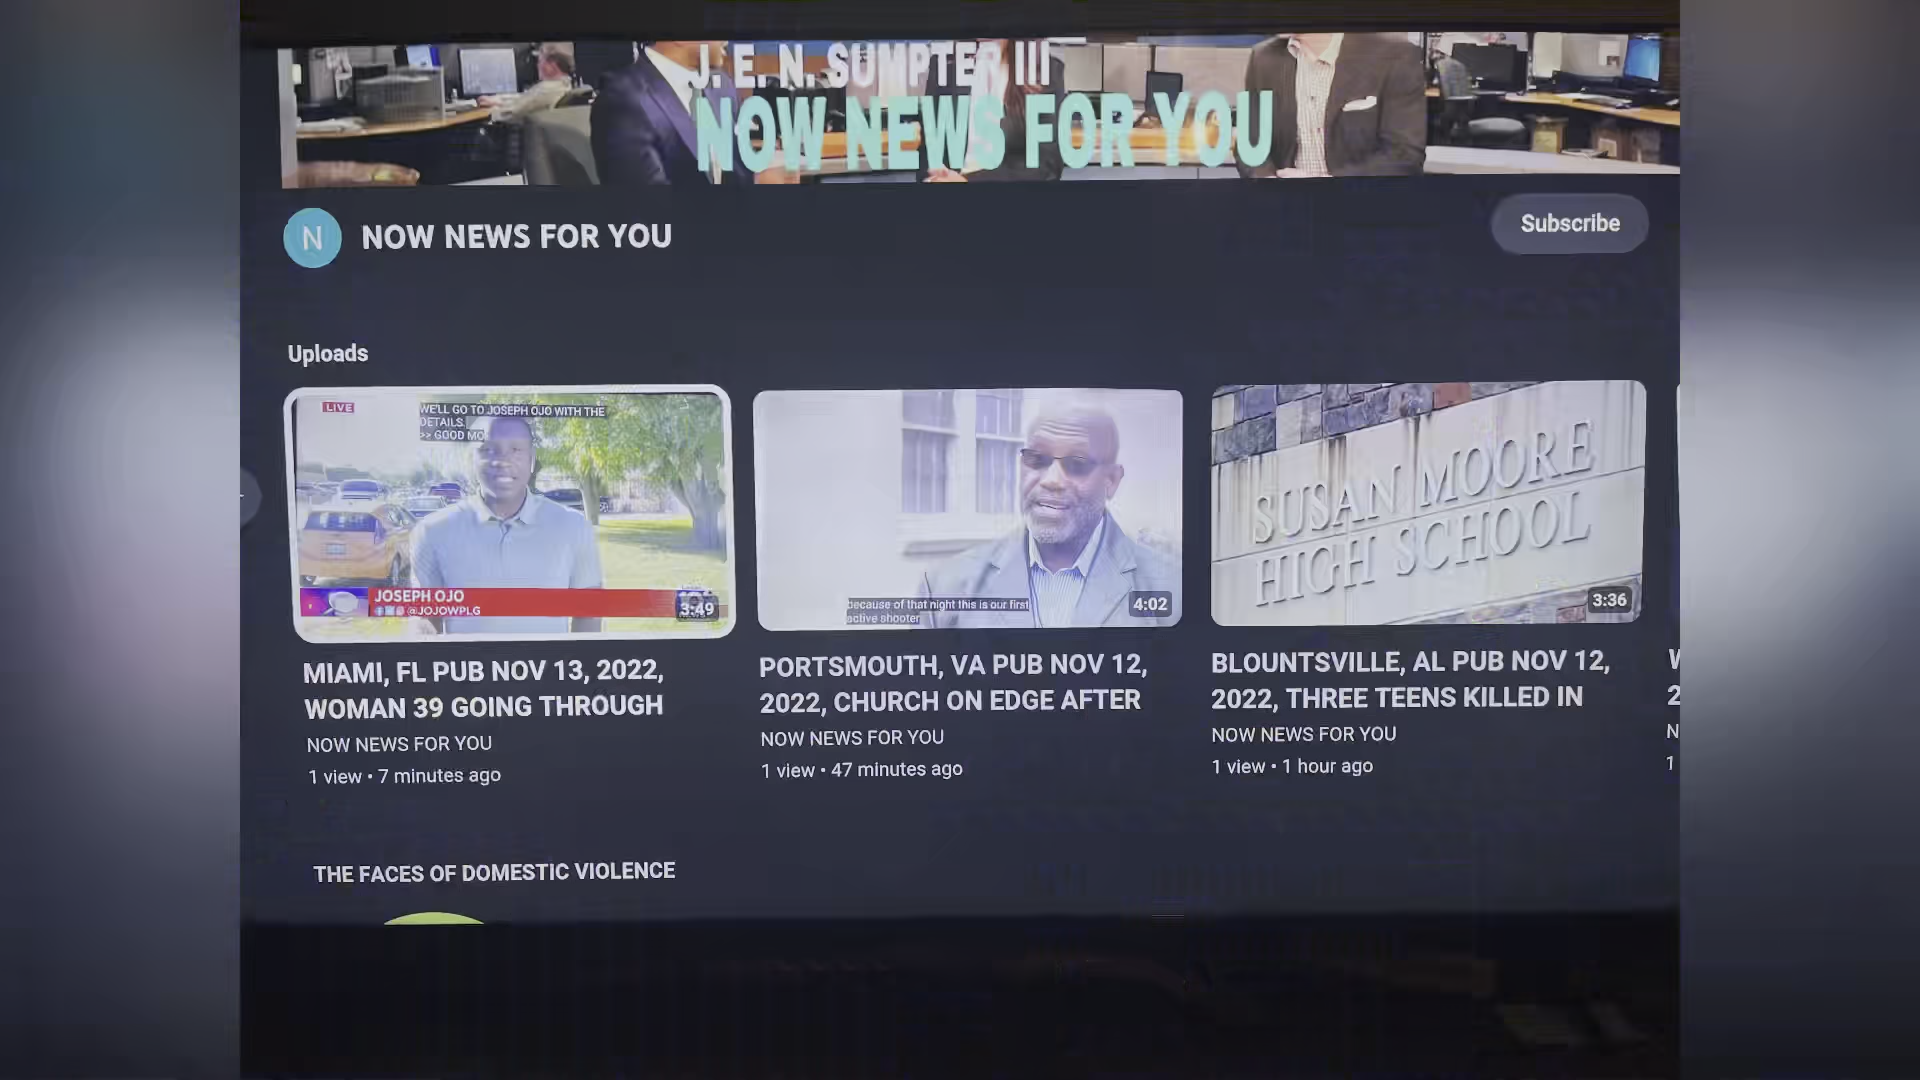 J. E. N. SUMPTER III
NOW NEWS FOR YOU
N
NOW NEWS FOR YOU
Subscribe
Uploads
LIVE
WE'LL GO TO JOSEPH OJO WITH THE
DETAILS.
>> GOOD MO
JOSEPH OJO
@JOJOWPLG
3:49
because of that night this is our first
active shooter
4:02
SUSAN MOORE
HIGH SCHOOL
3:36
MIAMI, FL PUB NOV 13, 2022,
WOMAN 39 GOING THROUGH
NOW NEWS FOR YOU
1 view • 7 minutes ago
PORTSMOUTH, VA PUB NOV 12,
2022, CHURCH ON EDGE AFTER
NOW NEWS FOR YOU
1 view • 47 minutes ago
BLOUNTSVILLE, AL PUB NOV 12,
2022, THREE TEENS KILLED IN
NOW NEWS FOR YOU
1 view • 1 hour ago
2
N
1
THE FACES OF DOMESTIC VIOLENCE